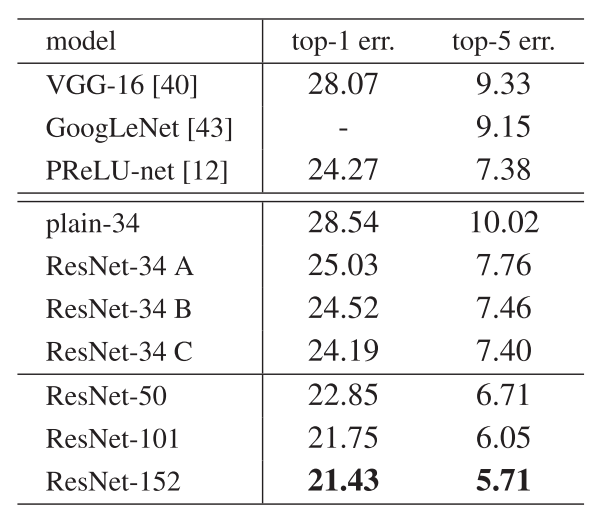 model top-1 err. top-5 err.
VGG-16 [40] 28.07 9.33
GoogLeNet [43] - 9.15
PReLU-net [12] 24.27 7.38
plain-34 28.54 10.02
ResNet-34 A 25.03 7.76
ResNet-34 B 24.52 7.46
ResNet-34 C 24.19 7.40
ResNet-50 22.85 6.71
ResNet-101 21.75 6.05
ResNet-152 21.43 5.71